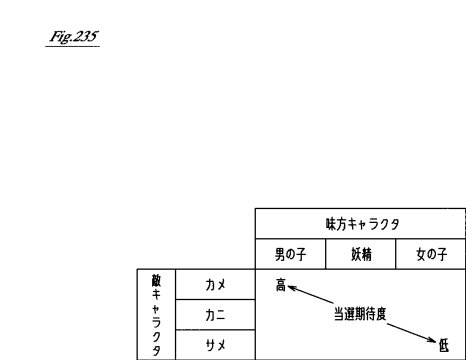 Fig.235
味方キャラクタ
男の子 妖精 女の子
敵キャラクタ
カメ 高
カニ 当選期待度
サメ 低